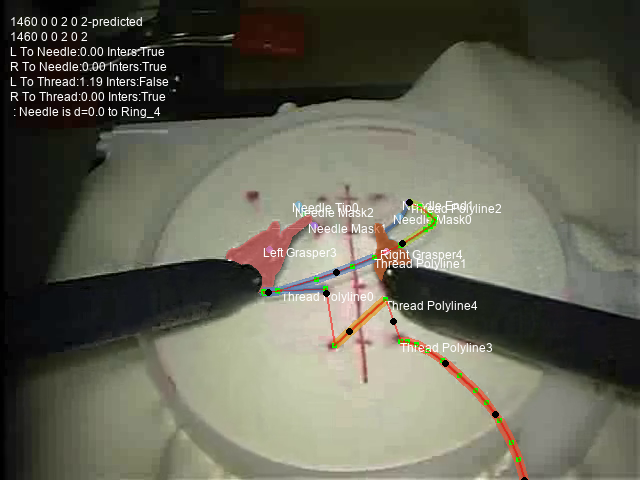 1460 0 0 2 0 2-predicted
1460 0 0 2 0 2
L To Needle:0.00 Inters:True
R To Needle:0.00 Inters:True
L To Thread:1.19 Inters:False
R To Thread:0.00 Inters:True
: Needle is d=0.0 to Ring_4
Needle Tip0
Needle End1
Thread Polyline2
Needle Mask2
Needle Mask0
Needle Mas
Left Grasper3
Right Grasper4
Thread Polyline1
Thread Polyline0
Thread Polyline4
Thread Polyline3